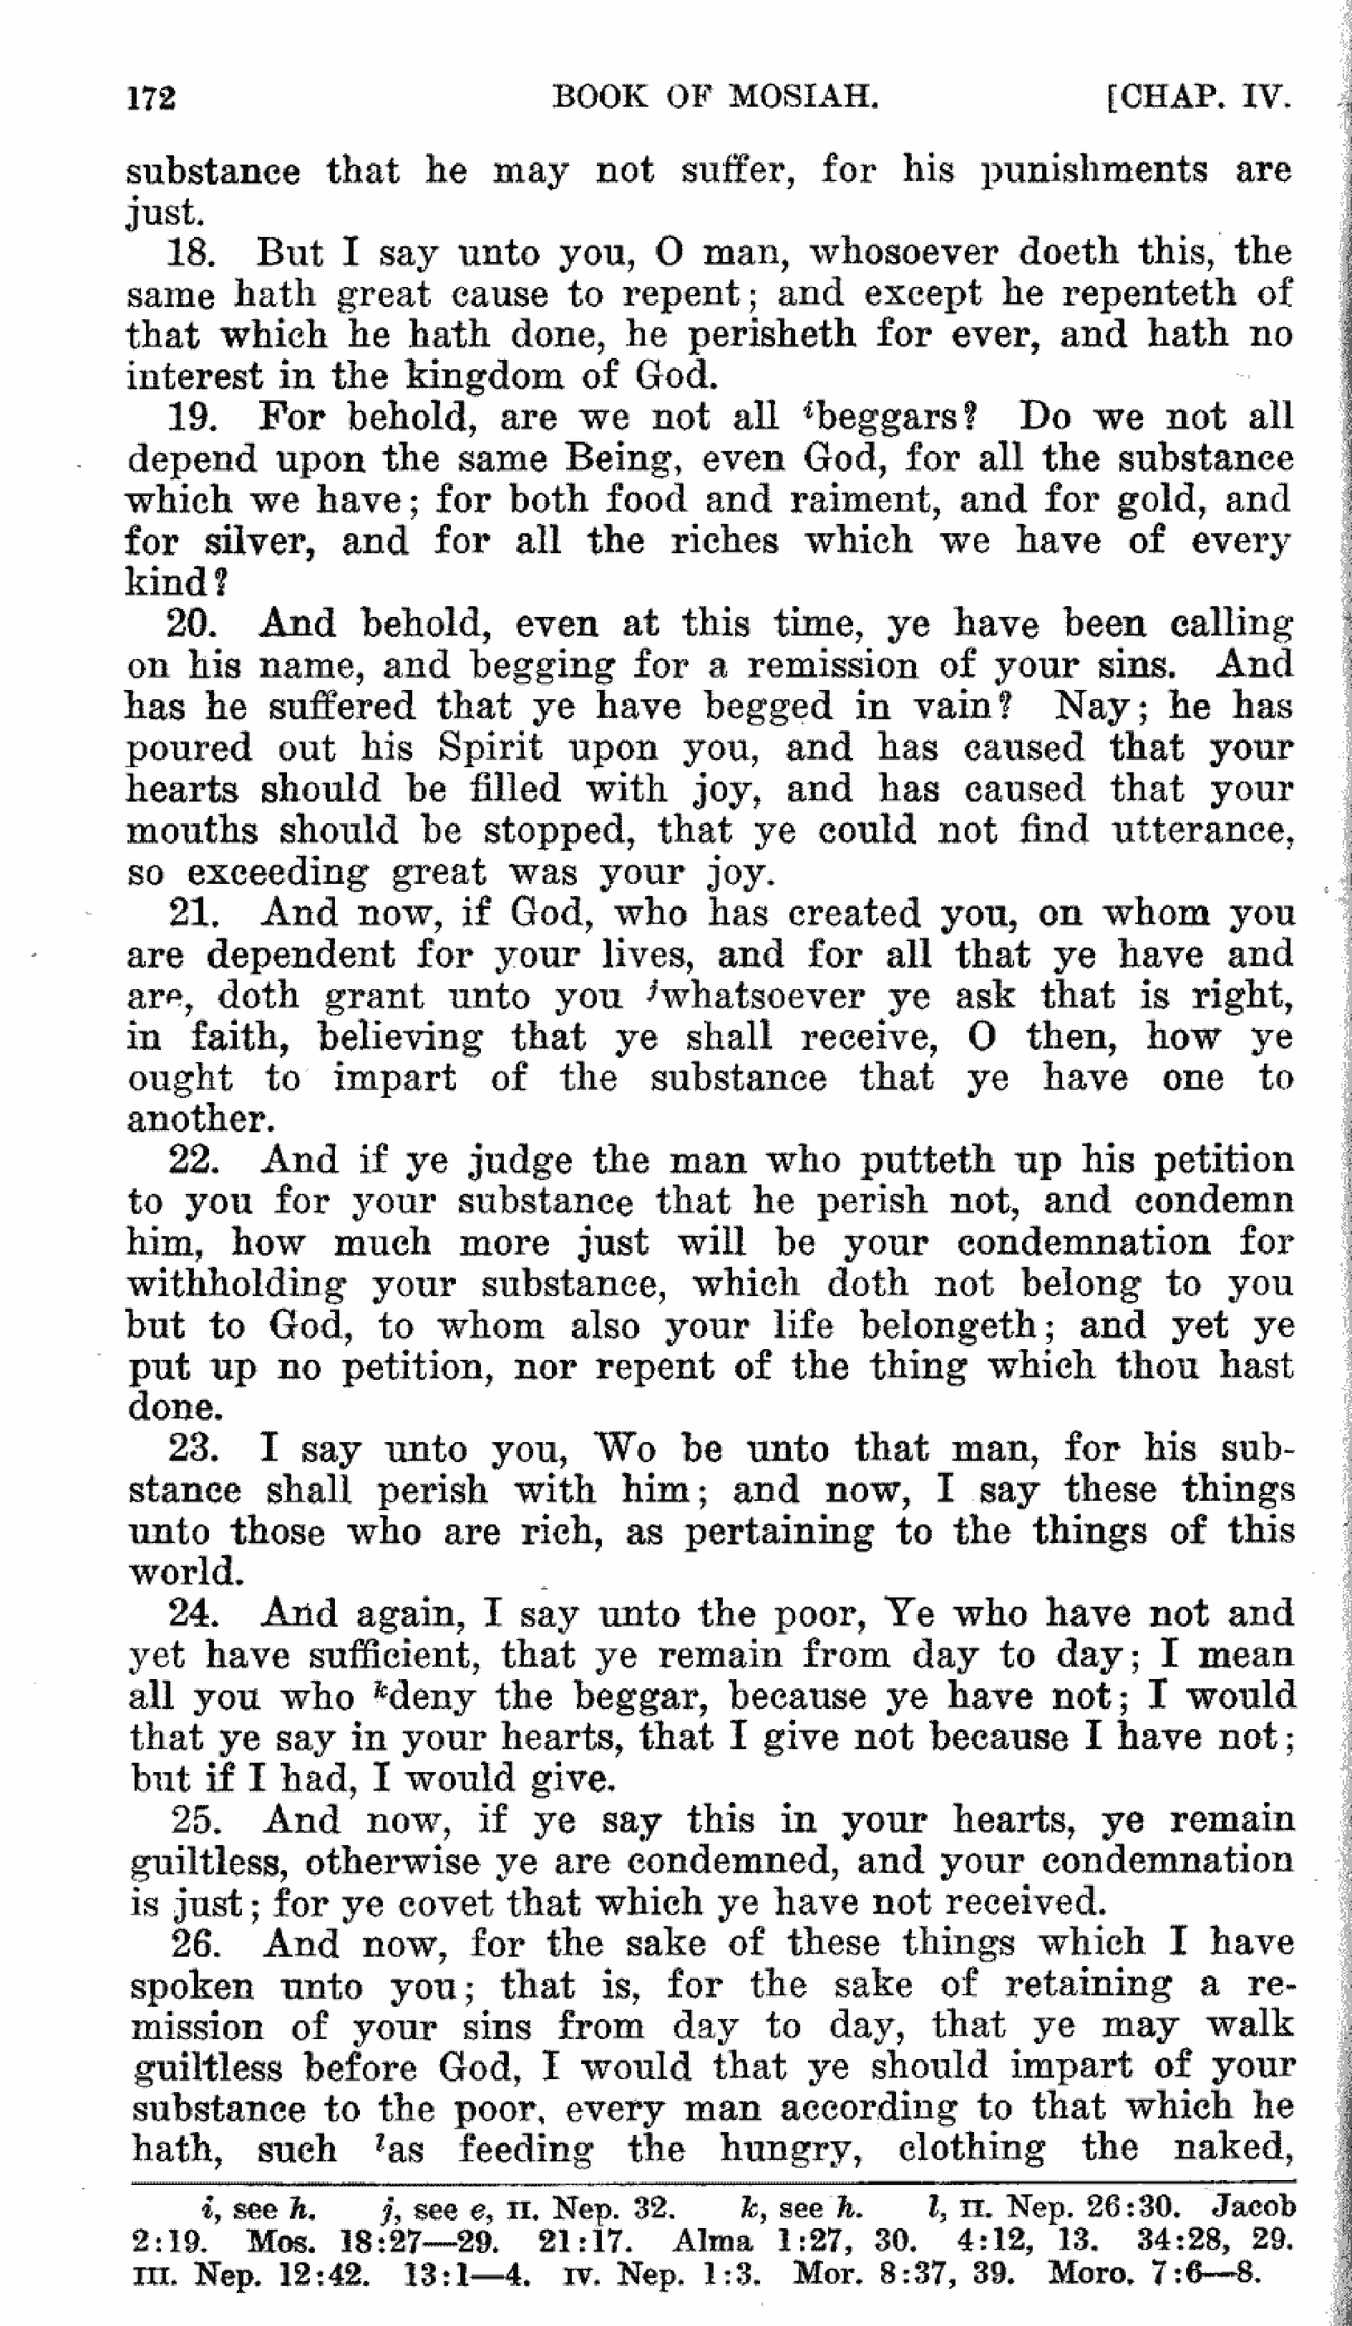 172 BOOK OF MOSIAH. [CHAP. IV.
substance that he may not suffer, for his punishments are
just.
18. But I say unto you, O man, whosoever doeth this, the
same hath great cause to repent; and except he repenteth of
that which he hath done, he perisheth for ever, and hath no
interest in the kingdom of God.
19. For behold, are we not all ibeggars? Do we not all
depend upon the same Being, even God, for all the substance
which we have; for both food and raiment, and for gold, and
for silver, and for all the riches which we have of every
kind?
20. And behold, even at this time, ye have been calling
on his name, and begging for a remission of your sins. And
has he suffered that ye have begged in vain? Nay; he has
poured out his Spirit upon you, and has caused that your
hearts should be filled with joy, and has caused that your
mouths should be stopped, that ye could not find utterance,
so exceeding great was your joy.
21. And now, if God, who has created you, on whom you
are dependent for your lives, and for all that ye have and
are, doth grant unto you jwhatsoever ye ask that is right,
in faith, believing that ye shall receive, O then, how ye
ought to impart of the substance that ye have one to
another.
22. And if ye judge the man who putteth up his petition
to you for your substance that he perish not, and condemn
him, how much more just will be your condemnation for
withholding your substance, which doth not belong to you
but to God, to whom also your life belongeth; and yet ye
put up no petition, nor repent of the thing which thou hast
done.
23. I say unto you, Wo be unto that man, for his sub-
stance shall perish with him; and now, I say these things
unto those who are rich, as pertaining to the things of this
world.
24. And again, I say unto the poor, Ye who have not and
yet have sufficient, that ye remain from day to day; I mean
all you who kdeny the beggar, because ye have not; I would
that ye say in your hearts, that I give not because I have not;
but if I had, I would give.
25. And now, if ye say this in your hearts, ye remain
guiltless, otherwise ye are condemned, and your condemnation
is just; for ye covet that which ye have not received.
26. And now, for the sake of these things which I have
spoken unto you; that is, for the sake of retaining a re-
mission of your sins from day to day, that ye may walk
guiltless before God, I would that ye should impart of your
substance to the poor, every man according to that which he
hath, such las feeding the hungry, clothing the naked,
i, see h. j, see e, II. Nep. 32. k, see h. l, II. Nep. 26:30. Jacob
2:19. Mos. 18:27—29. 21:17. Alma 1:27, 30. 4:12, 13. 34:28, 29.
III. Nep. 12:42. 13:1—4. IV. Nep. 1:3. Mor. 8:37, 39. Moro. 7:6—8.